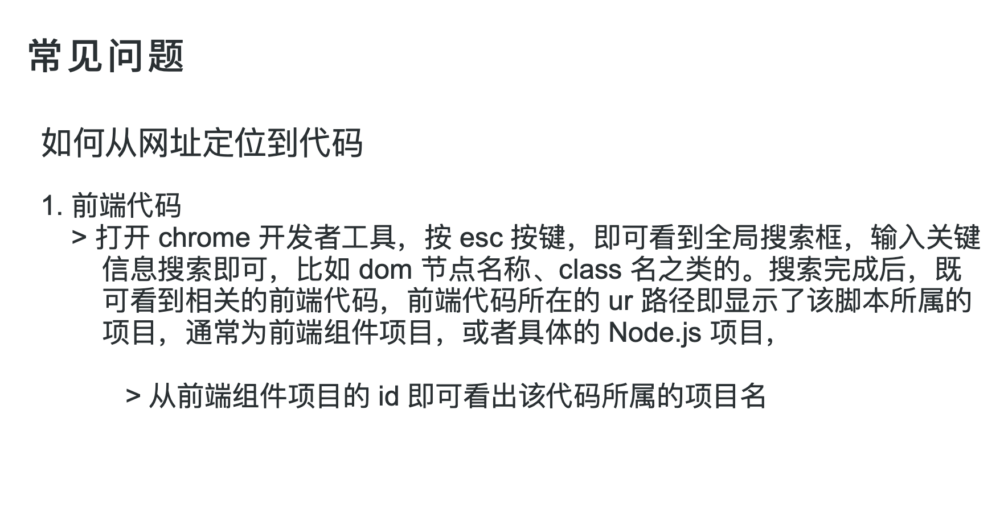 常见问题
如何从网址定位到代码
1. 前端代码
> 打开 chrome 开发者工具，按 esc 按键，即可看到全局搜索框，输入关键
信息搜索即可，比如 dom 节点名称、class 名之类的。搜索完成后，既
可看到相关的前端代码，前端代码所在的 ur 路径即显示了该脚本所属的
项目，通常为前端组件项目，或者具体的 Node.js 项目，
> 从前端组件项目的 id 即可看出该代码所属的项目名